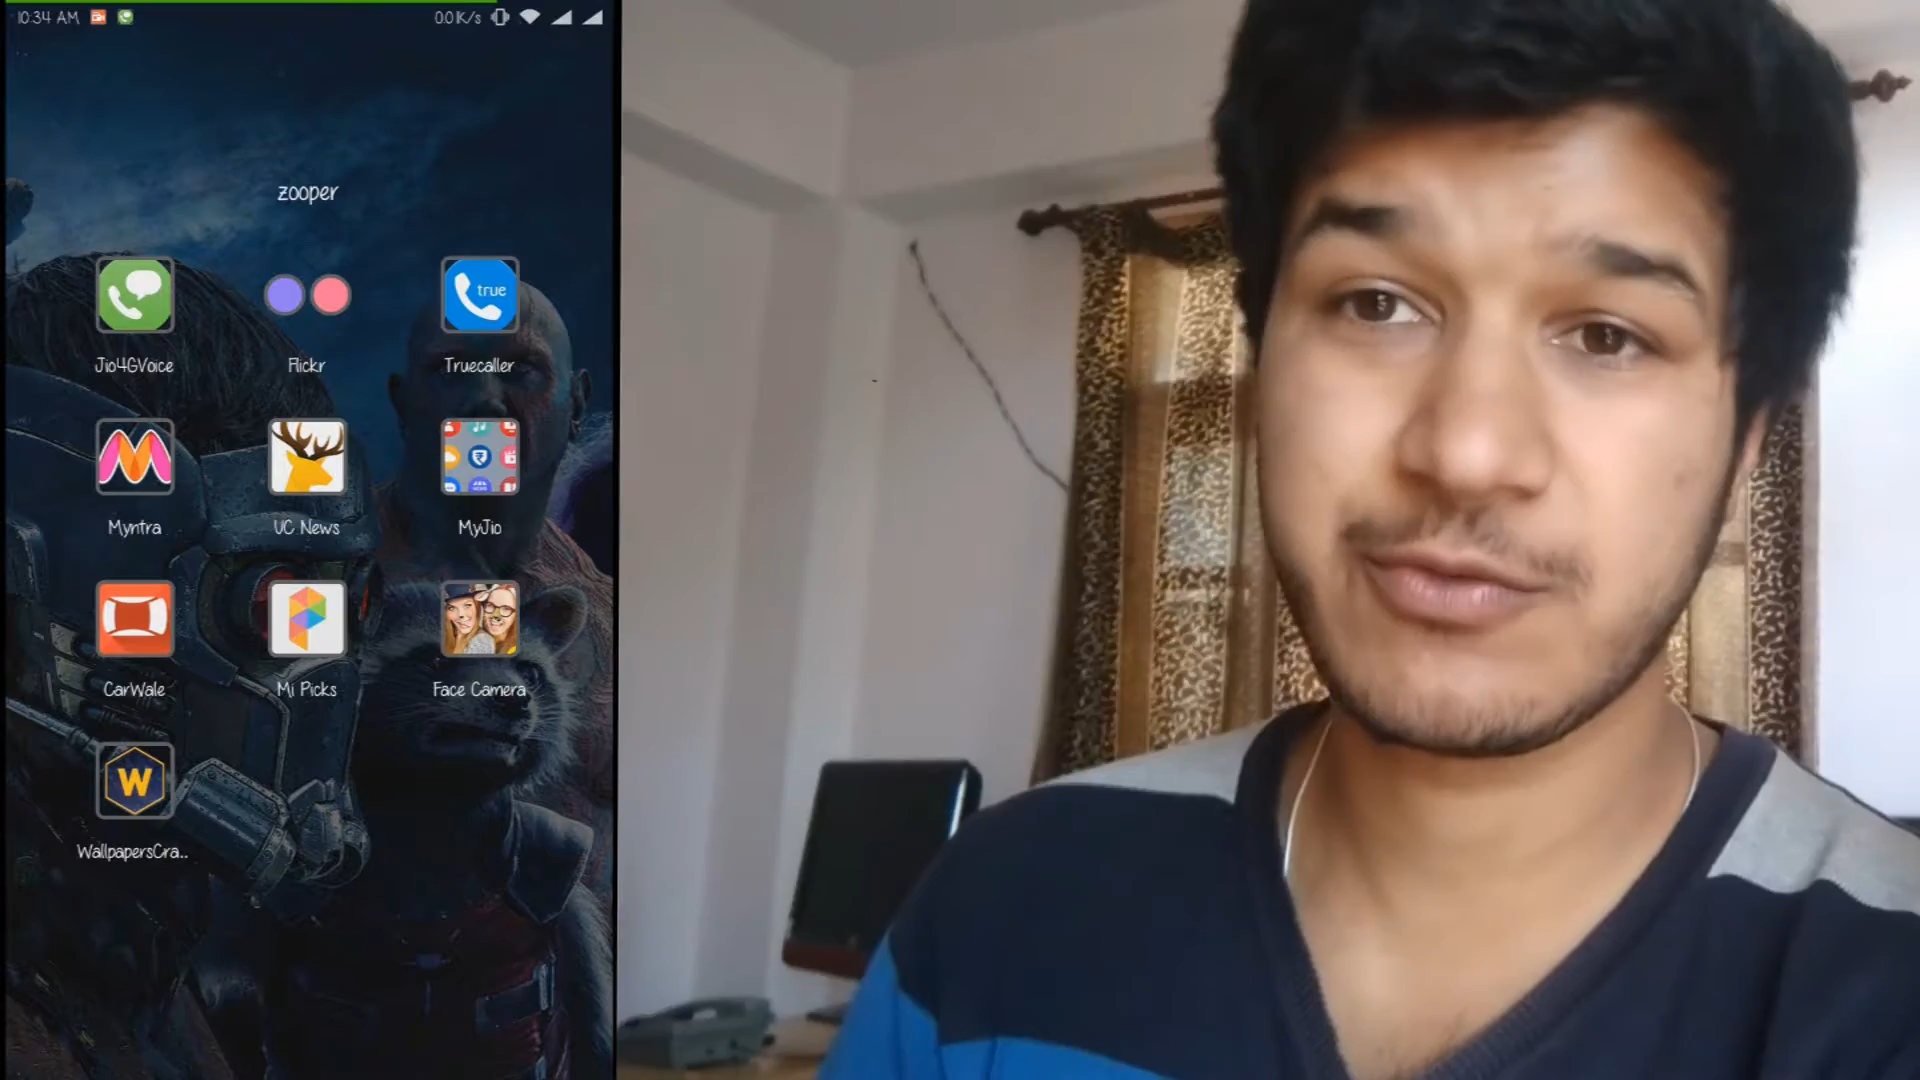 10:34 AM
0.01K/s
zooper
true
Jio4GVoice
Flickr
Truecaller
Myntra
UC News
MyJio
CarWale
Mi Picks
Face Camera
W
WallpapersCra..